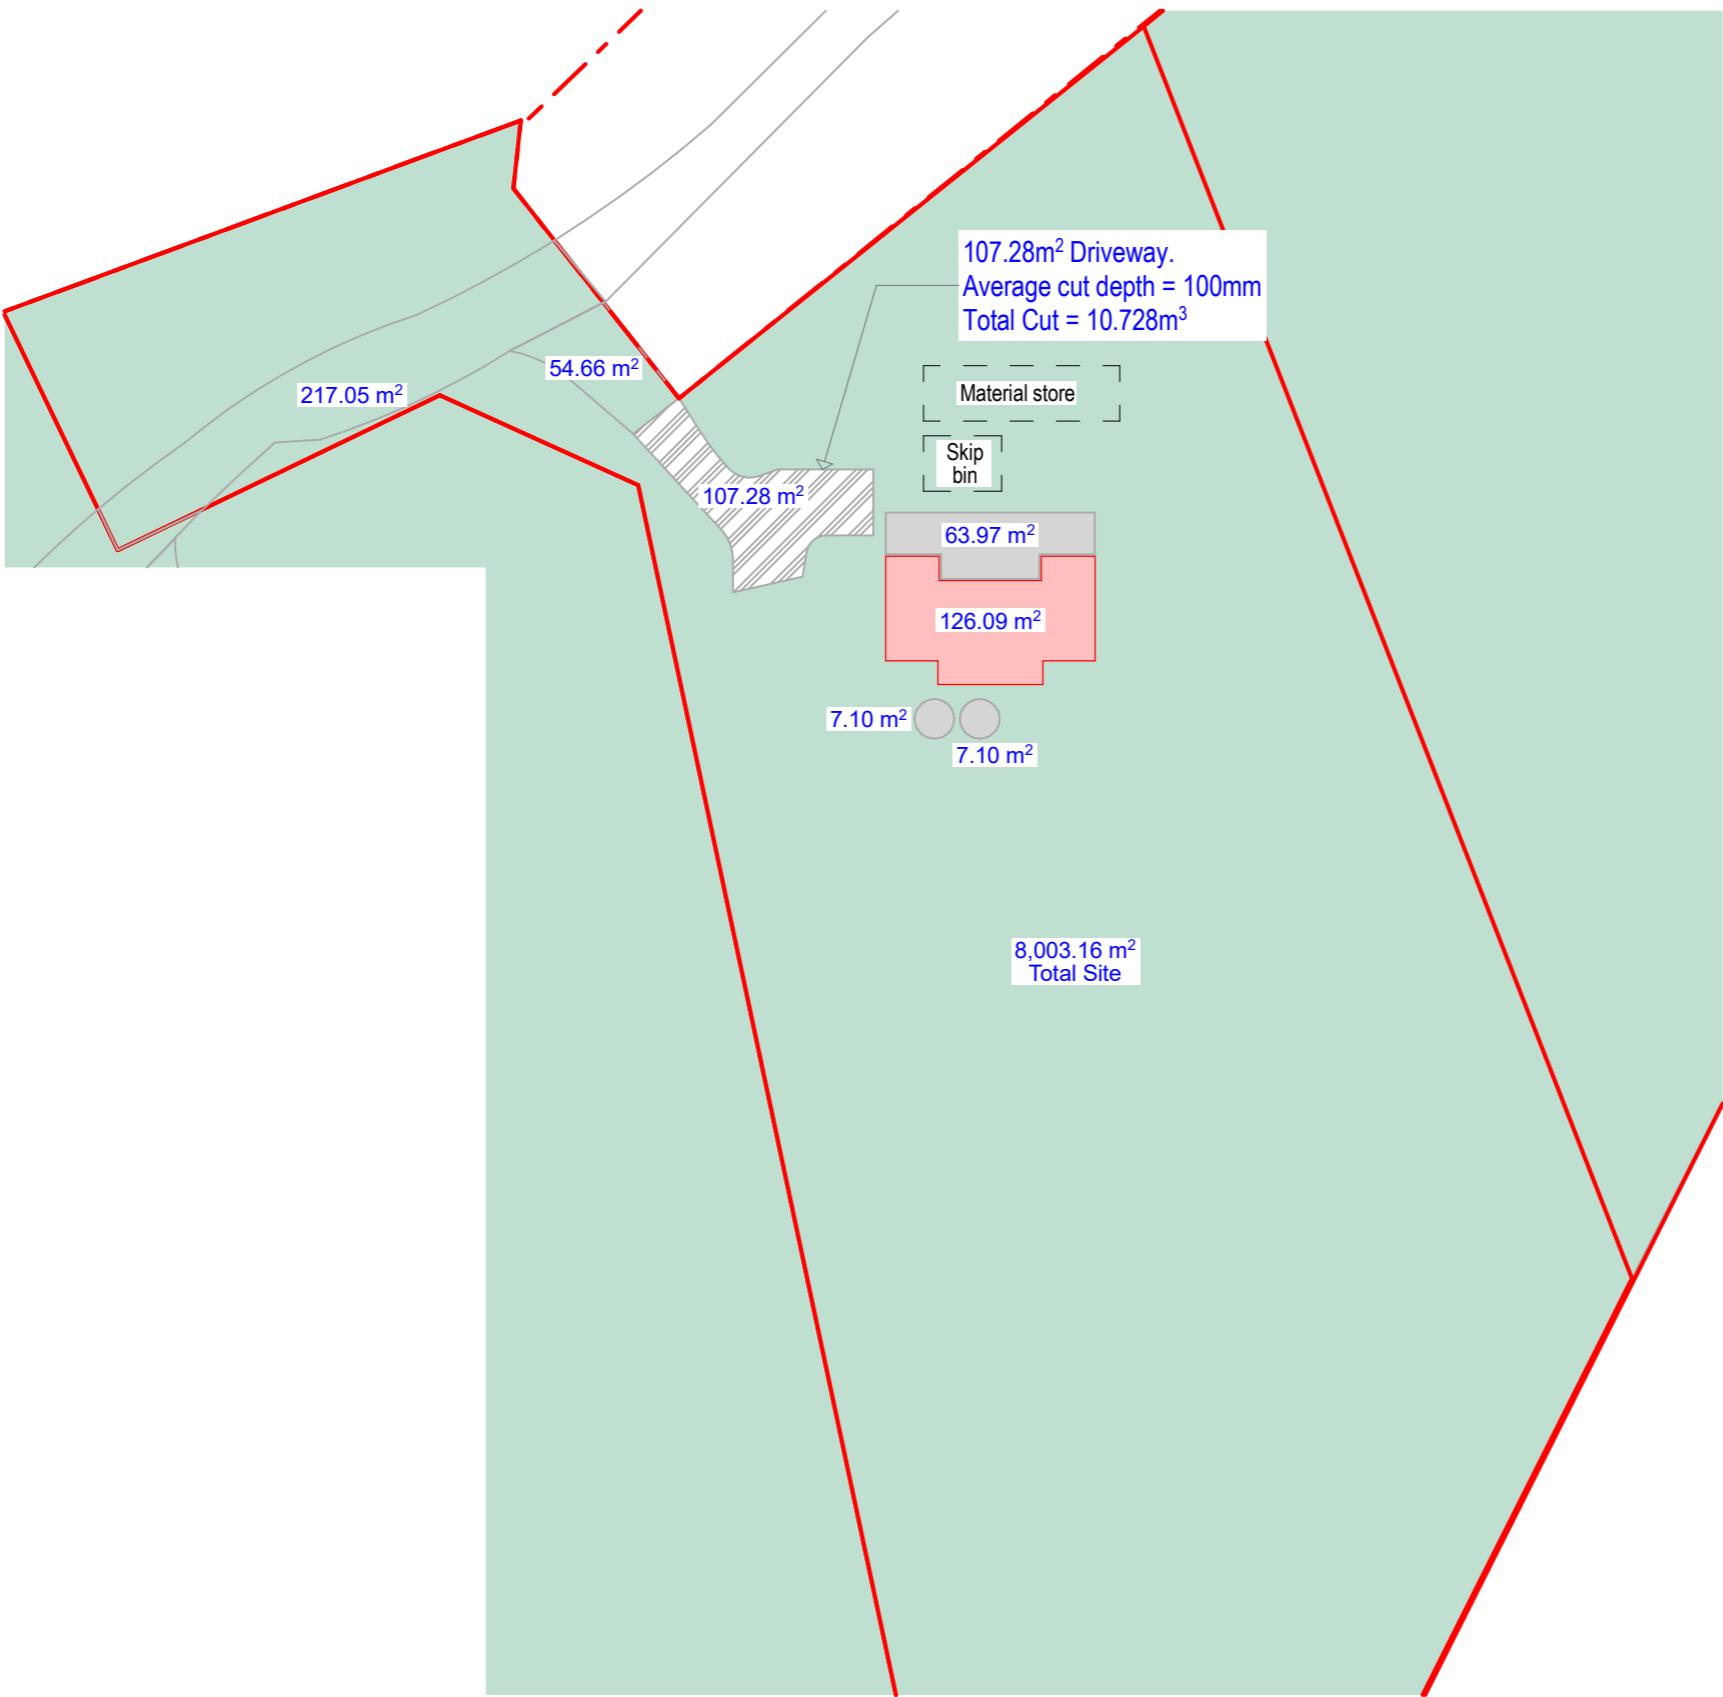 107.28m² Driveway.
Average cut depth = 100mm
Total Cut = 10.728m³
54.66 m²
217.05 m²
Material store
Skip
bin
107.28 m²
63.97 m²
126.09 m²
7.10 m²
7.10 m²
8,003.16 m²
Total Site